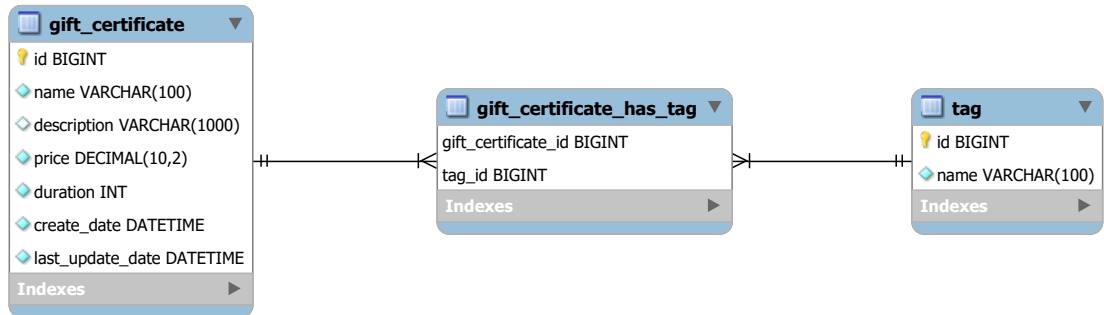 gift_certificate
id BIGINT
name VARCHAR(100)
description VARCHAR(1000)
price DECIMAL(10,2)
duration INT
create_date DATETIME
last_update_date DATETIME
Indexes
gift_certificate_has_tag
gift_certificate_id BIGINT
tag_id BIGINT
Indexes
tag
id BIGINT
name VARCHAR(100)
Indexes